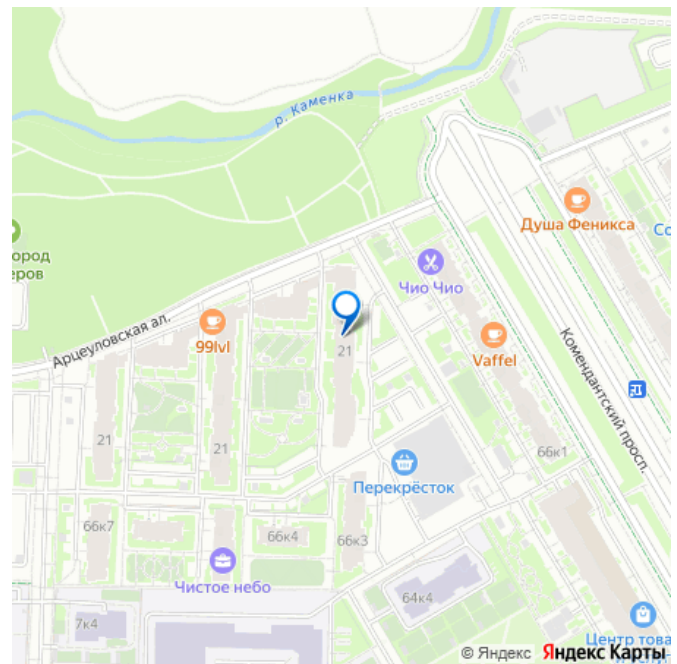 р. Каменка
Душа Феникса
Со
ород
еров
Чио Чио
Арцеуловская ал.
99lvl
21
Vaffel
Комендантский просп.
21
21
66к1
Перекрёсток
66к7
66к4
66к3
Чистое небо
64к4
7к4
Центр това
© Яндекс Яндекс Карты